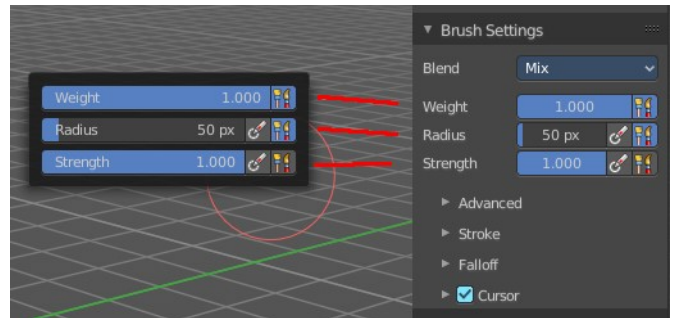 Weight 1.000
Radius 50 px
Strength 1.000
Brush Settings
Blend Mix
Weight 1.000
Radius 50 px
Strength 1.000
Advanced
Stroke
Falloff
Cursor